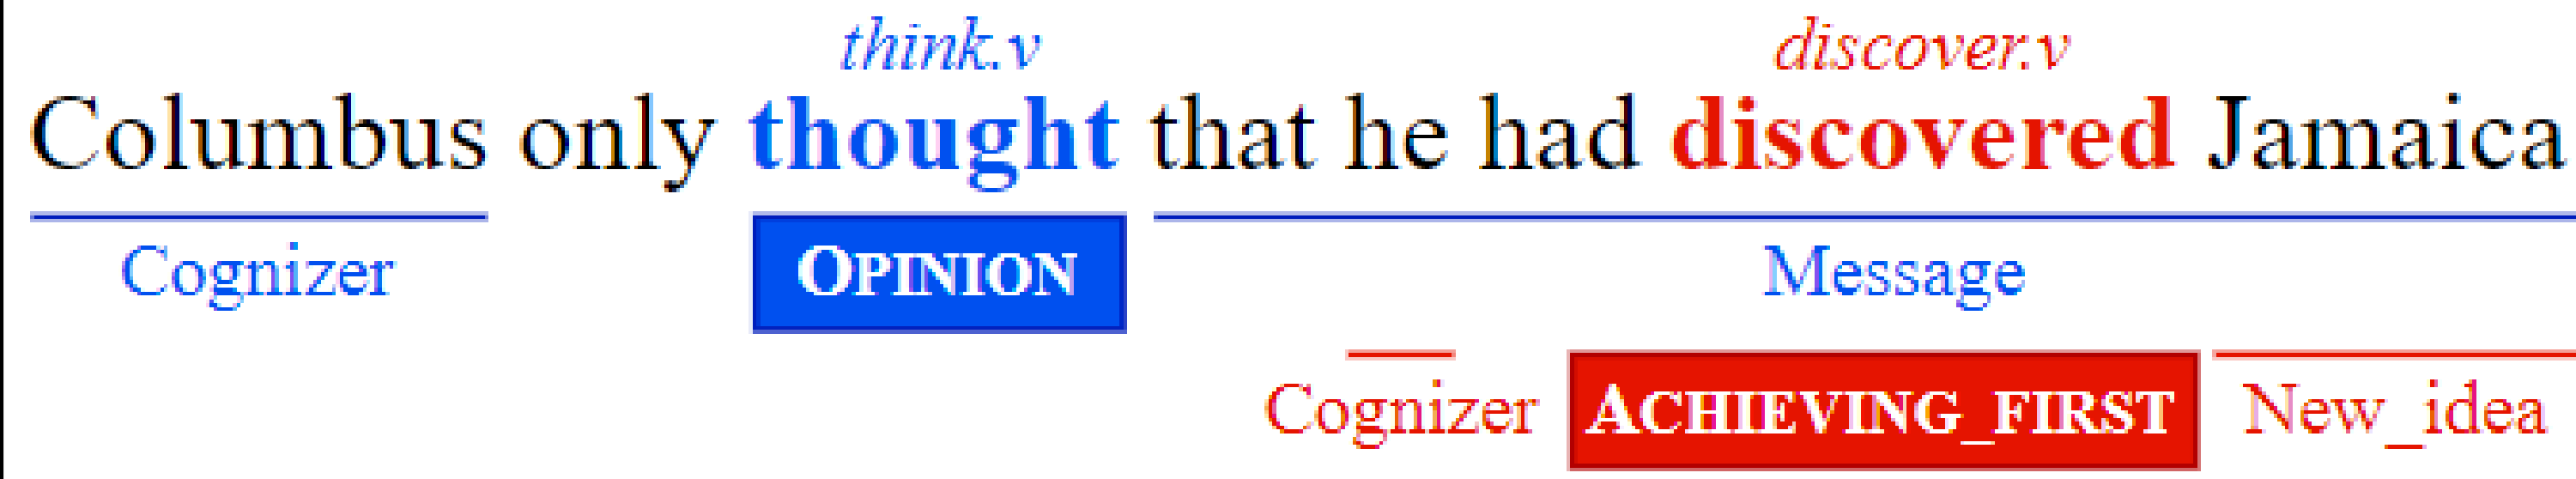 think.v discover.v
Columbus only thought that he had discovered Jamaica
Cognizer OPINION Message
Cognizer ACHIEVING_FIRST New_idea